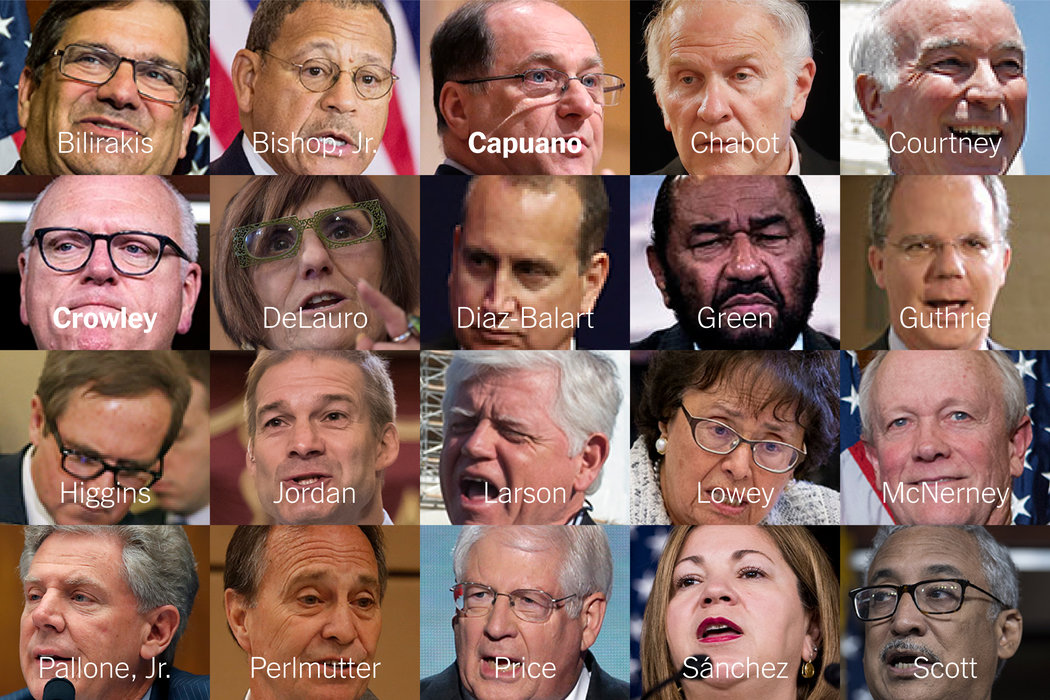 Bilirakis
Bishop, Jr.
Capuano
Chabot
Courtney
Crowley
DeLauro
Diaz-Balart
Green
Guthrie
Higgins
Jordan
Larson
Lowey
McNerney
Pallone, Jr.
Perlmutter
Price
Sánchez
Scott